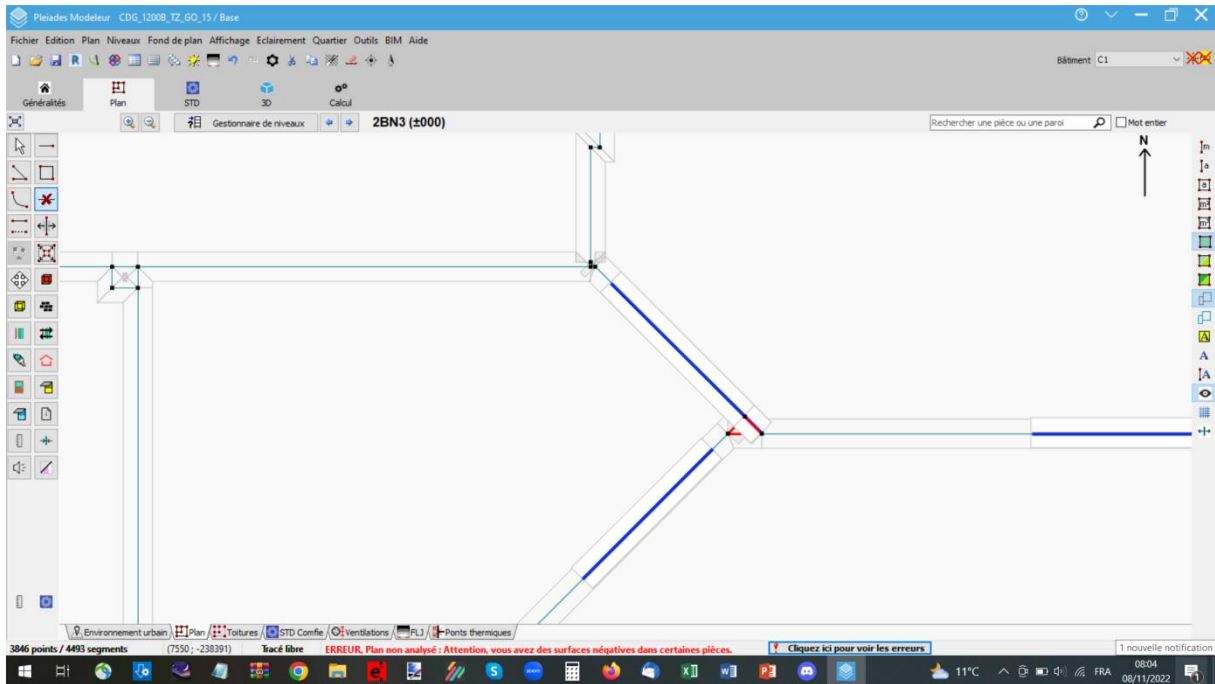 Pleiades Modeleur CDG_1200B_TZ_GO_15 / Base
Fichier Edition Plan Niveaux Fond de plan Affichage Eclairement Quartier Outils BIM Aide
Bâtiment C1
Généralités Plan STD 3D Calcul
Gestionnaire de niveaux 2BN3 (±000) Rechercher une pièce ou une paroi Mot entier
N
Environnement urbain Plan Toitures STD Comfie Ventilations FLJ Ponts thermiques
3846 points / 4493 segments (7550 ; -238391) Tracé libre ERREUR, Plan non analysé : Attention, vous avez des surfaces négatives dans certaines pièces. Cliquez ici pour voir les erreurs 1 nouvelle notification
11°C FRA 08:04
08/11/2022